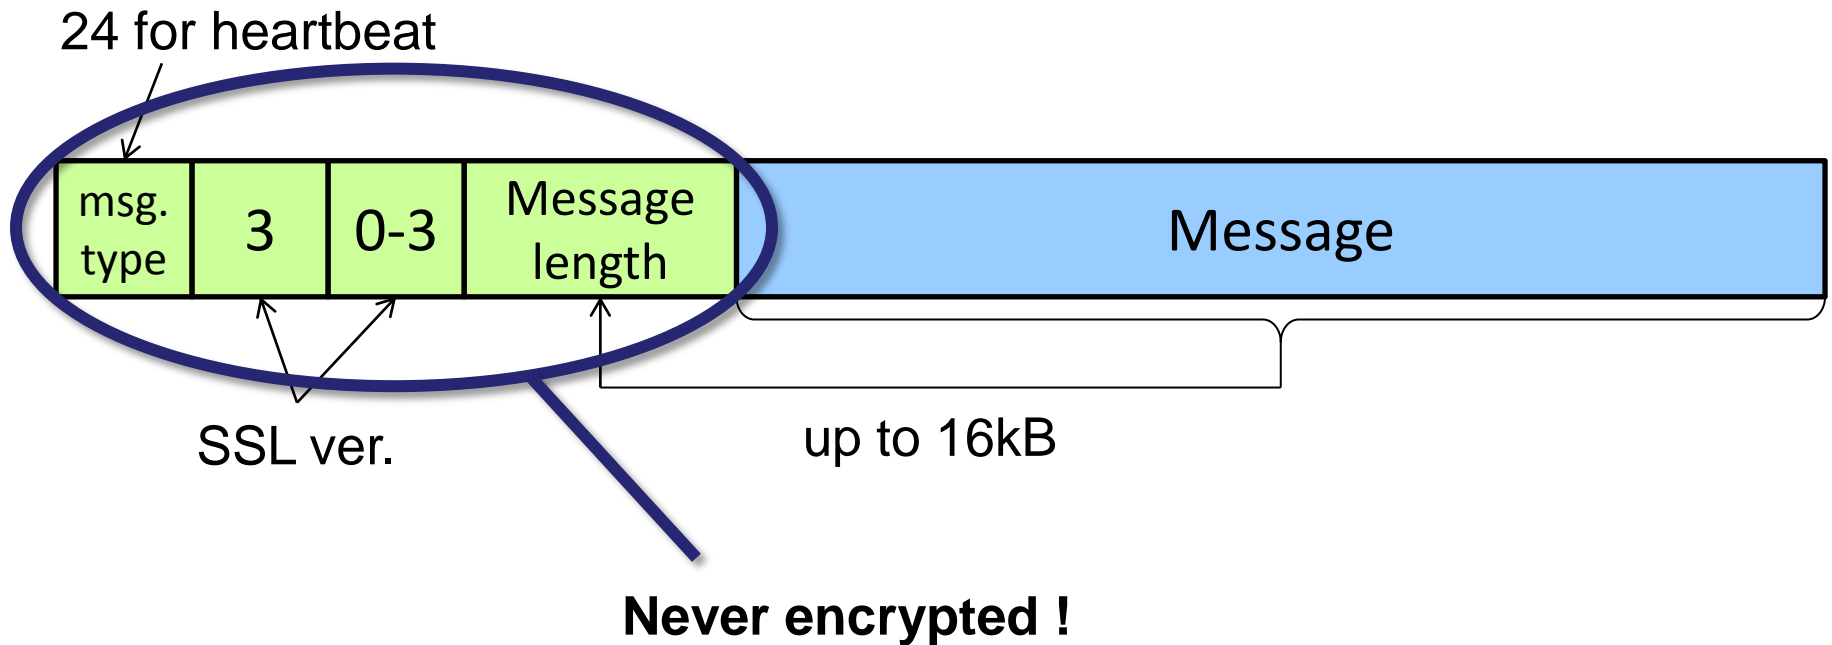 24 for heartbeat
msg.
type
3
0-3
Message
length
Message
SSL ver.
up to 16kB
Never encrypted !